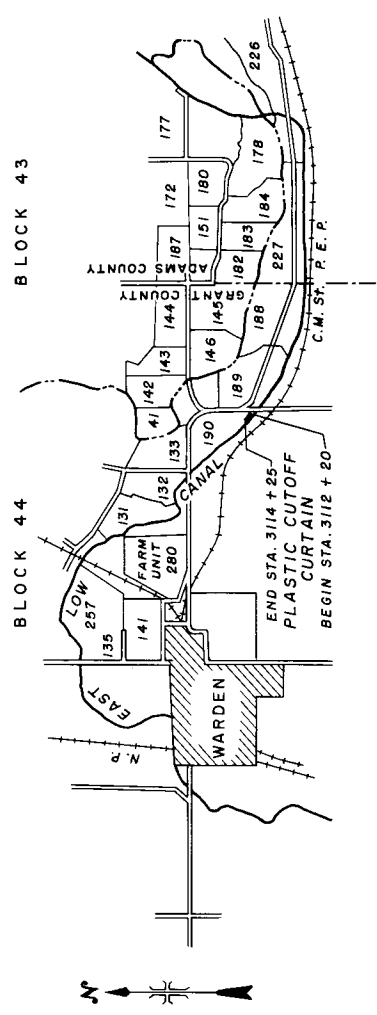 BLOCK 44
BLOCK 43
GRANT COUNTY
ADAMS COUNTY
N
N.P.
EAST
LOW
CANAL
WARDEN
257
135
141
FARM
UNIT
280
131
132
133
41
142
143
144
187
172
177
190
146
145
151
180
189
188
182
183
184
178
227
226
C.M. St. P. & P.
END STA. 3114 + 25
PLASTIC CUTOFF
CURTAIN
BEGIN STA. 3112 + 20